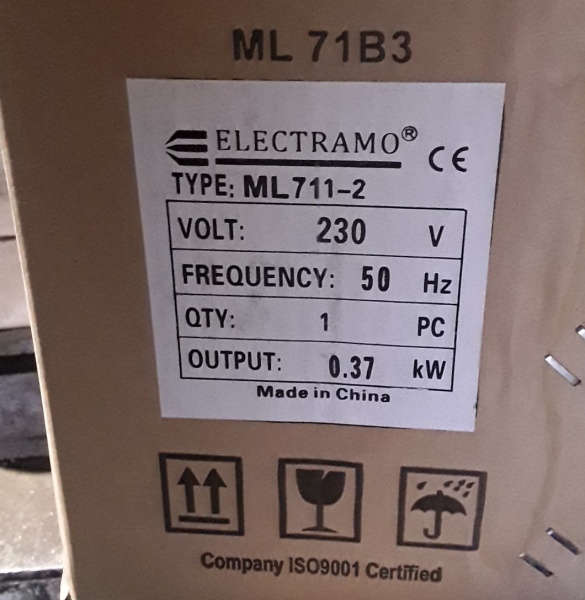 ML 71B3
ELECTRAMO® CE
TYPE: ML711-2
VOLT: 230 V
FREQUENCY: 50 Hz
QTY: 1 PC
OUTPUT: 0.37 kW
Made in China
Company ISO9001 Certified